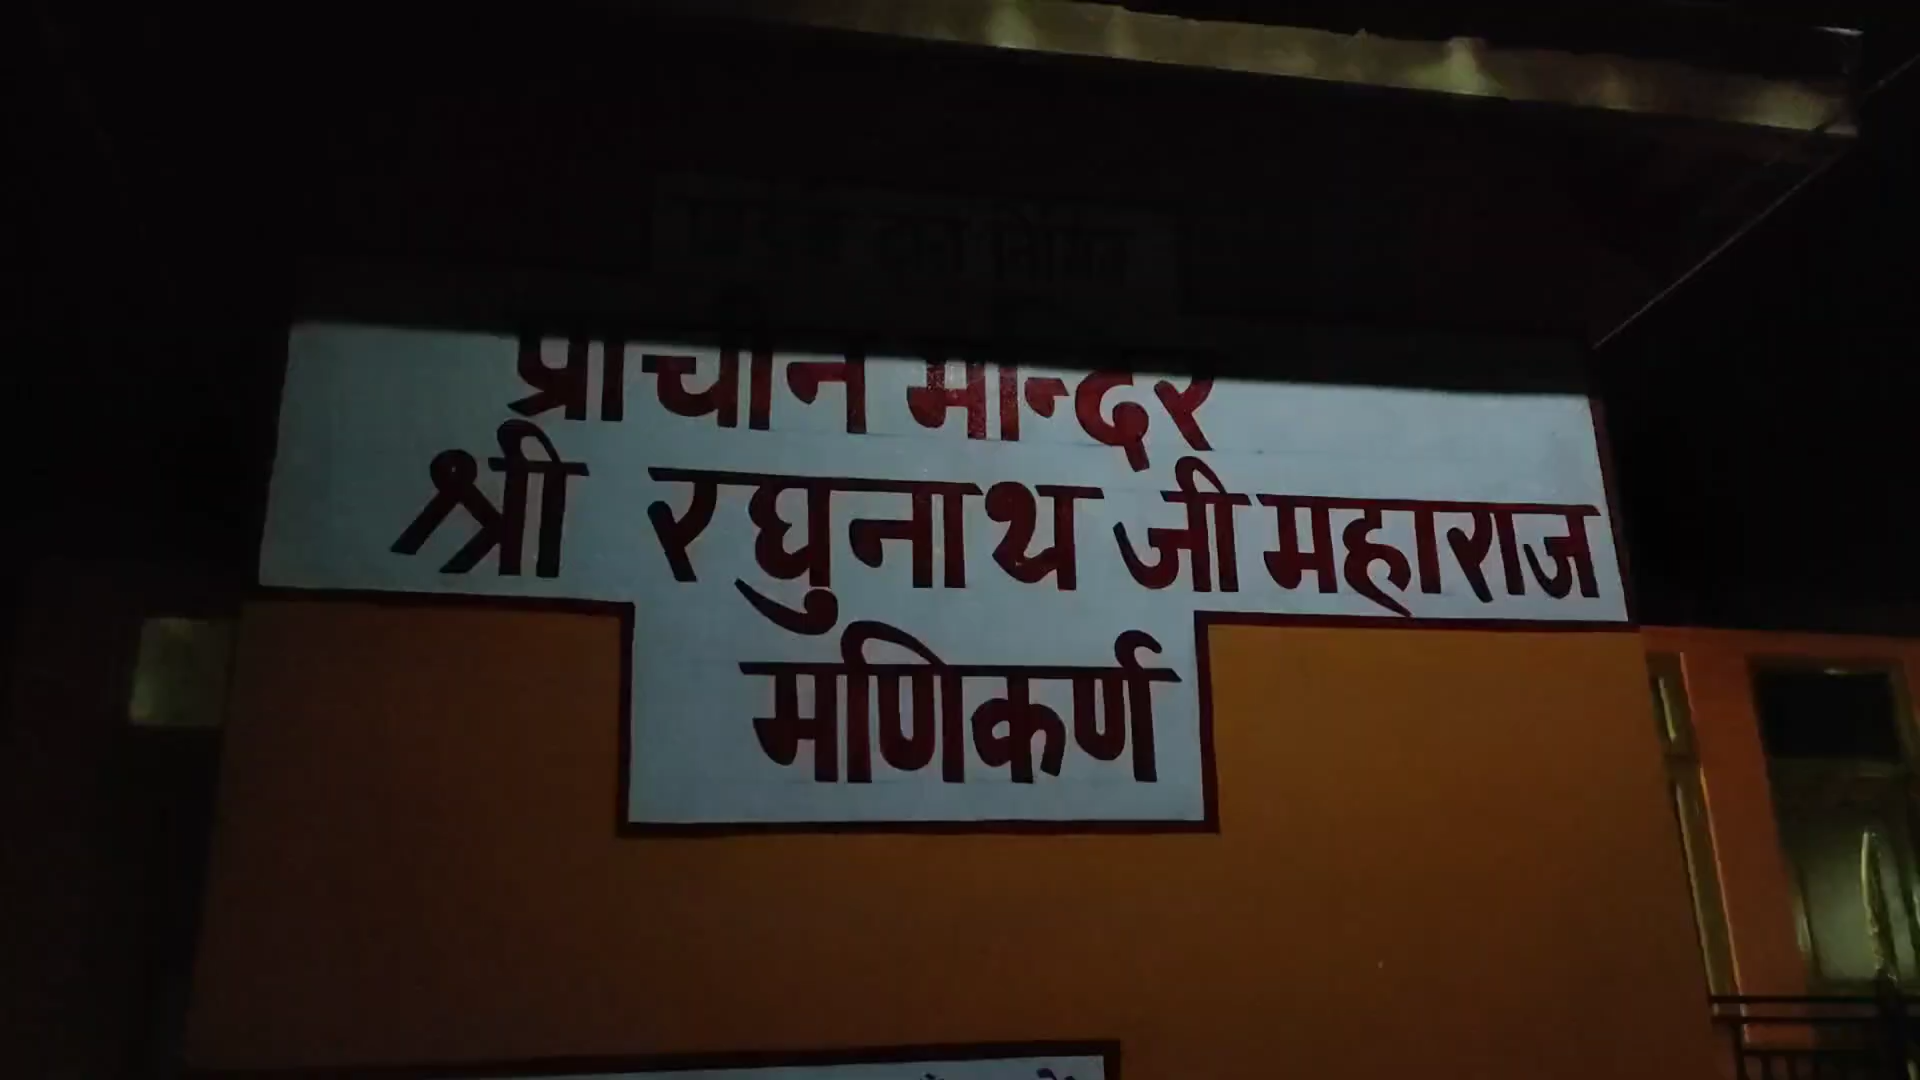 प्राचीन मन्दिर
श्री रघुनाथ जी महाराज
मणिकर्ण